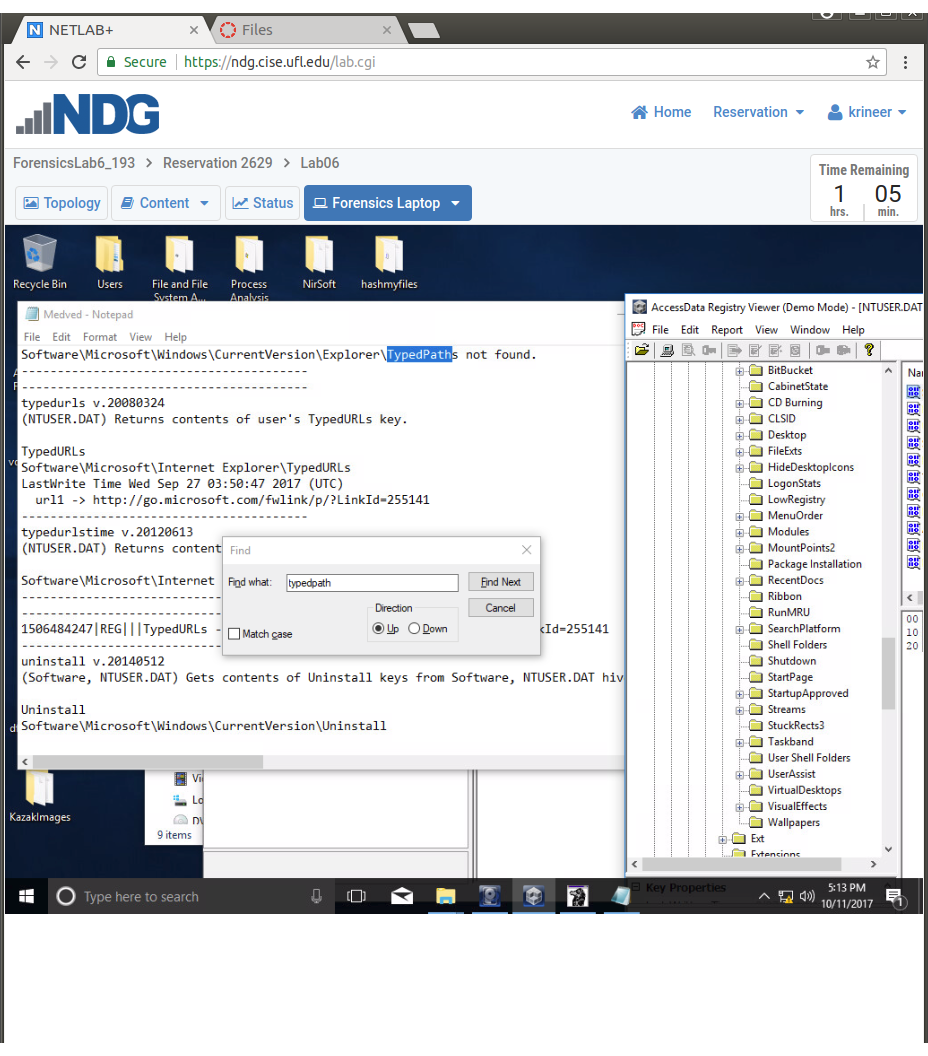 NETLAB+
Files
Secure
https://ndg.cise.ufl.edu/lab.cgi
NDG
Home
Reservation
krineer
ForensicsLab6_193 > Reservation 2629 > Lab06
Time Remaining
1 05
hrs. min.
Topology
Content
Status
Forensics Laptop
Recycle Bin
Users
File and File
System A...
Process
Analysis
NirSoft
hashmyfiles
Medved - Notepad
File Edit Format View Help
Software\Microsoft\Windows\CurrentVersion\Explorer\TypedPaths not found.
----------------------------------------
typedurls v.20080324
(NTUSER.DAT) Returns contents of user's TypedURLs key.
TypedURLs
Software\Microsoft\Internet Explorer\TypedURLs
LastWrite Time Wed Sep 27 03:50:47 2017 (UTC)
url1 -> http://go.microsoft.com/fwlink/p/?LinkId=255141
----------------------------------------
typedurlstime v.20120613
(NTUSER.DAT) Returns content
Software\Microsoft\Internet
1506484247|REG|||TypedURLs -
kId=255141
uninstall v.20140512
(Software, NTUSER.DAT) Gets contents of Uninstall keys from Software, NTUSER.DAT hiv
Uninstall
Software\Microsoft\Windows\CurrentVersion\Uninstall
Find
Find what:
typedpath
Find Next
Cancel
Direction
Up
Down
Match case
AccessData Registry Viewer (Demo Mode) - [NTUSER.DAT
File Edit Report View Window Help
BitBucket
CabinetState
CD Burning
CLSID
Desktop
FileExts
HideDesktopIcons
LogonStats
LowRegistry
MenuOrder
Modules
MountPoints2
Package Installation
RecentDocs
Ribbon
RunMRU
SearchPlatform
Shell Folders
Shutdown
StartPage
StartupApproved
Streams
StuckRects3
Taskband
User Shell Folders
UserAssist
VirtualDesktops
VisualEffects
Wallpapers
Ext
Extensions
Na
00
10
20
KazakImages
Vi
Lo
DV
9 items
Key Properties
Type here to search
5:13 PM
10/11/2017
1